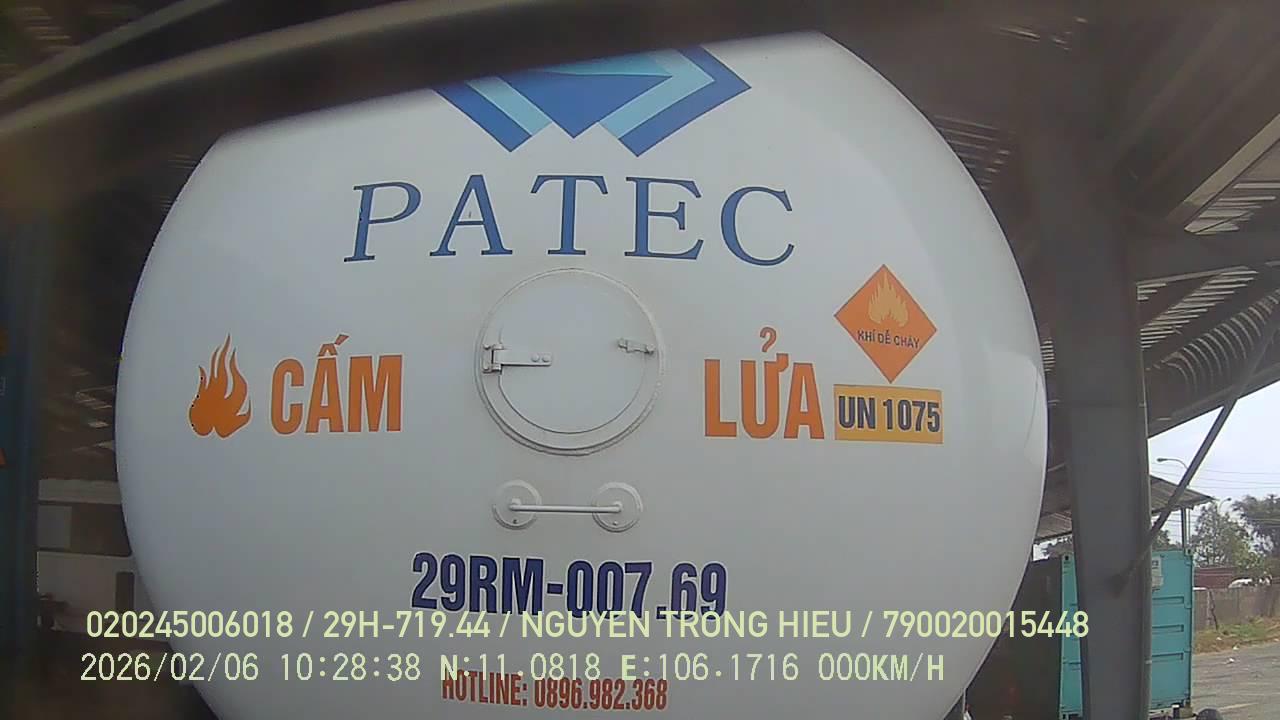 PATEC
CẤM LỬA
KHÍ DỄ CHÁY
UN 1075
29RM-007.69
020245006018 / 29H-719.44 / NGUYEN TRONG HIEU / 790020015448
2026/02/06 10:28:38 N:11.0818 E:106.1716 000KM/H
HOTLINE: 0896.982.368